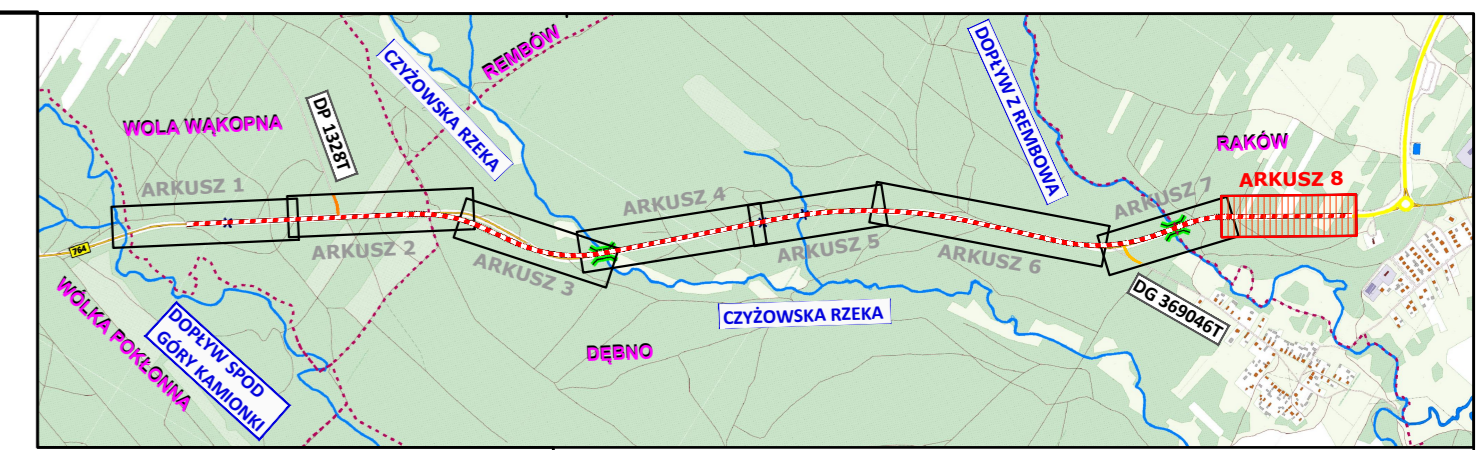 WOLA WĄKOPNA
DP 1328T
CZYŻOWSKA RZEKA
REMBÓW
DOPŁYW Z REMBOWA
RAKÓW
ARKUSZ 1
ARKUSZ 2
ARKUSZ 3
ARKUSZ 4
ARKUSZ 5
ARKUSZ 6
ARKUSZ 7
ARKUSZ 8
764
WÓLKA POKŁONNA
DOPŁYW SPOD
GÓRY KAMIONKI
DĘBNO
CZYŻOWSKA RZEKA
DG 369046T